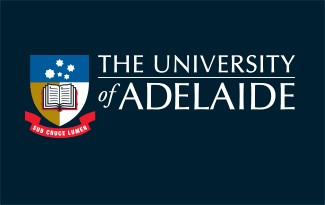 THE UNIVERSITY
of ADELAIDE
SUB CRUCE LUMEN